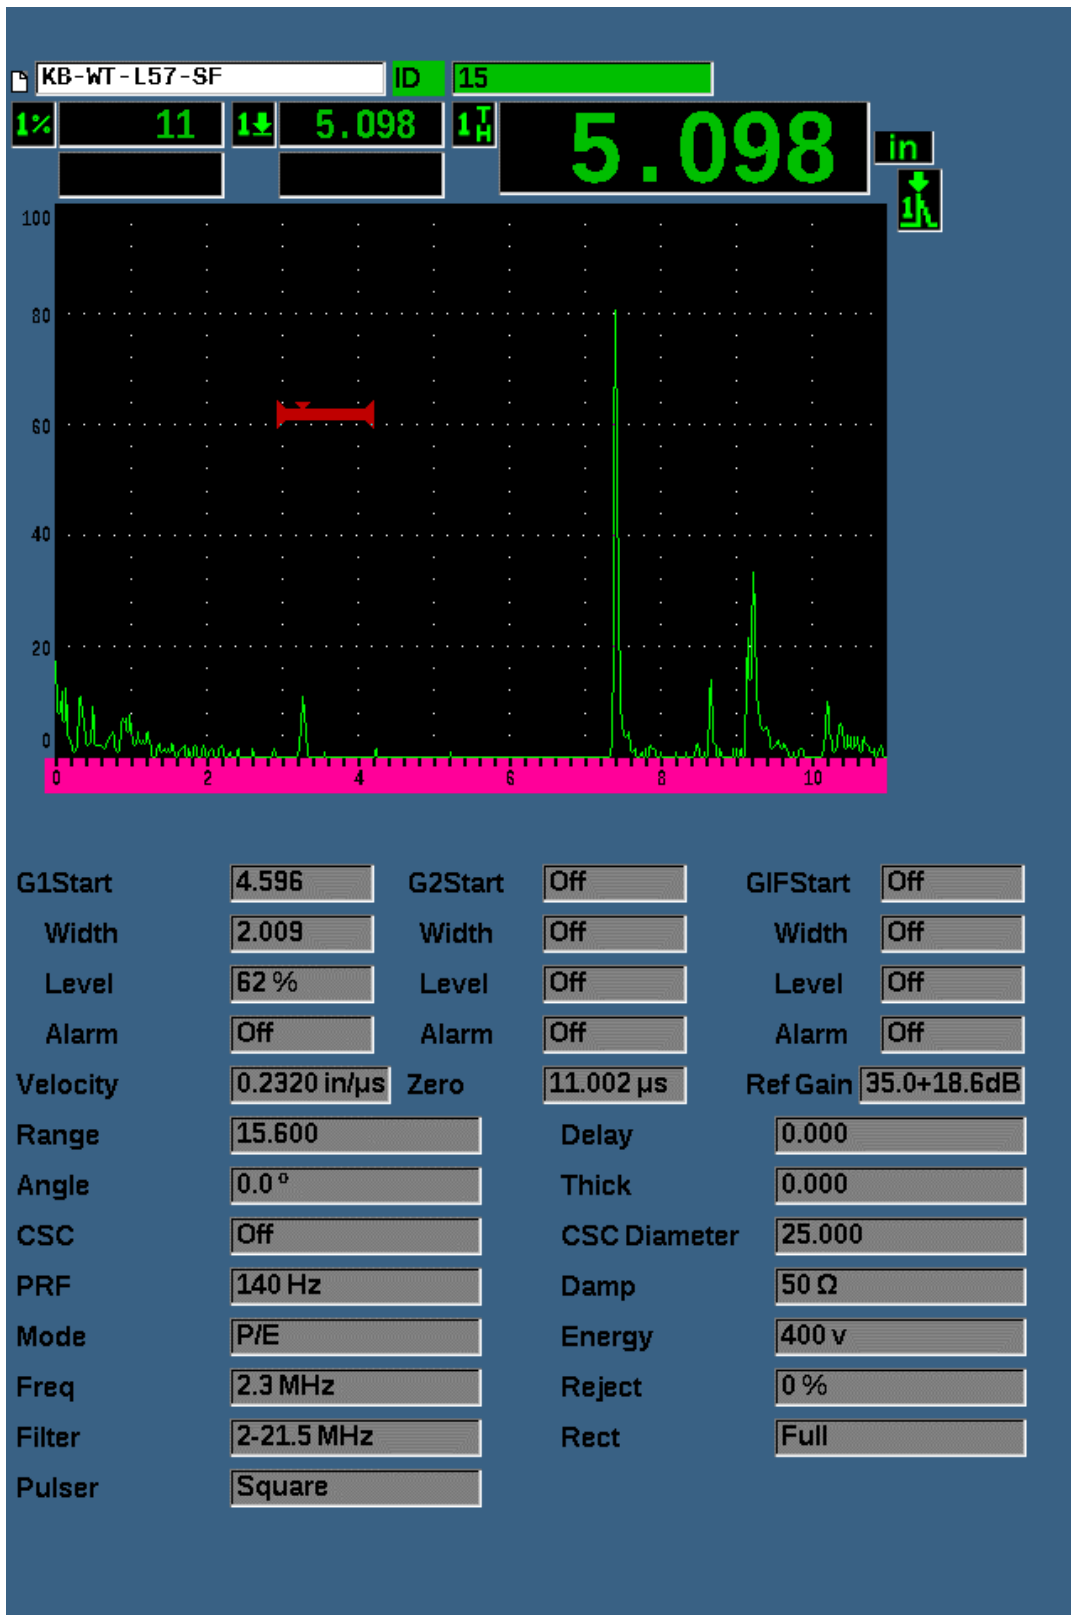 KB-WT-L57-SF ID 15
1% 11 1 5.098 1TH 5.098 in
1
100
80
60
40
20
0
0 2 4 6 8 10
G1Start 4.596 G2Start Off GIFStart Off
Width 2.009 Width Off Width Off
Level 62 % Level Off Level Off
Alarm Off Alarm Off Alarm Off
Velocity 0.2320 in/µs Zero 11.002 µs Ref Gain 35.0+18.6dB
Range 15.600 Delay 0.000
Angle 0.0 º Thick 0.000
CSC Off CSC Diameter 25.000
PRF 140 Hz Damp 50 Ω
Mode P/E Energy 400 v
Freq 2.3 MHz Reject 0 %
Filter 2-21.5 MHz Rect Full
Pulser Square